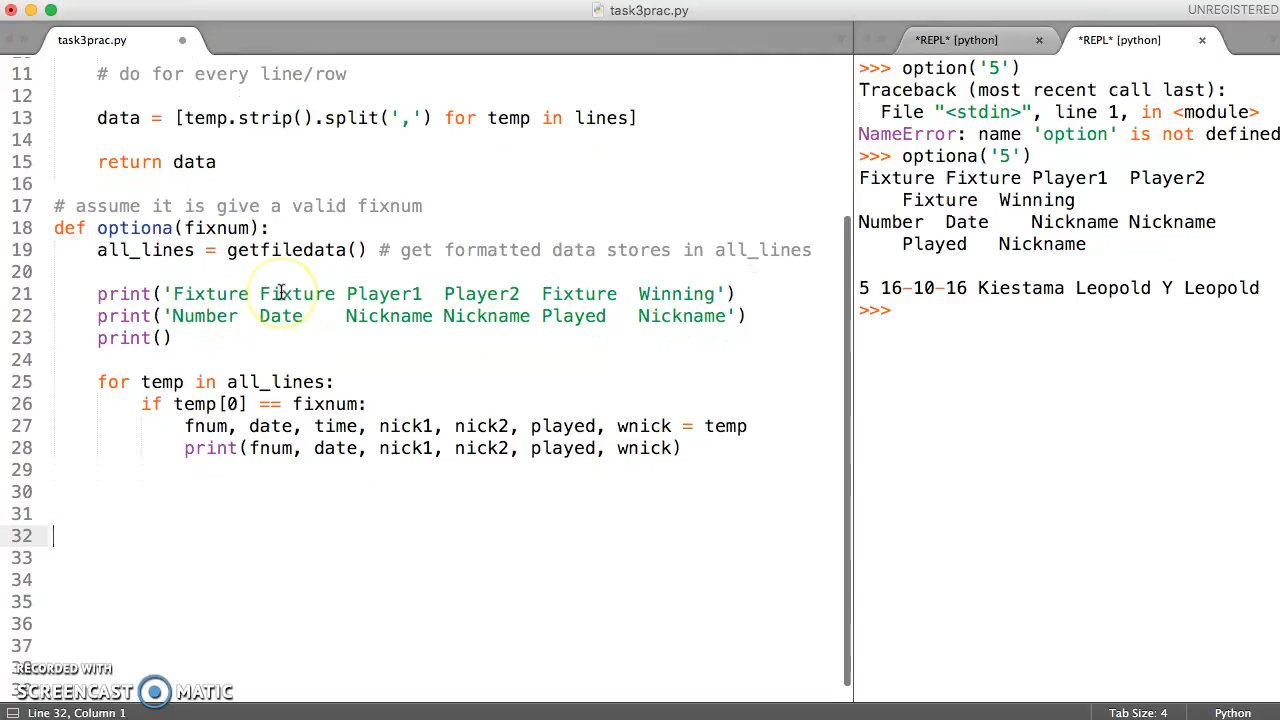 task3prac.py
UNREGISTERED
task3prac.py
11     # do for every line/row
12
13     data = [temp.strip().split(',') for temp in lines]
14
15     return data
16
17 # assume it is give a valid fixnum
18 def optiona(fixnum):
19     all_lines = getfiledata() # get formatted data stores in all_lines
20
21     print('Fixture Fixture Player1  Player2  Fixture  Winning')
22     print('Number  Date    Nickname Nickname Played   Nickname')
23     print()
24
25     for temp in all_lines:
26         if temp[0] == fixnum:
27             fnum, date, time, nick1, nick2, played, wnick = temp
28             print(fnum, date, nick1, nick2, played, wnick)
29
30
31
32
33
34
35
36
37
RECORDED WITH
SCREENCAST MATIC
Line 32, Column 1
Tab Size: 4
Python
*REPL* [python]
*REPL* [python]
>>> option('5')
Traceback (most recent call last):
  File "<stdin>", line 1, in <module>
NameError: name 'option' is not defined
>>> optiona('5')
Fixture Fixture Player1  Player2
    Fixture  Winning
Number  Date    Nickname Nickname
    Played   Nickname
5 16-10-16 Kiestama Leopold Y Leopold
>>>